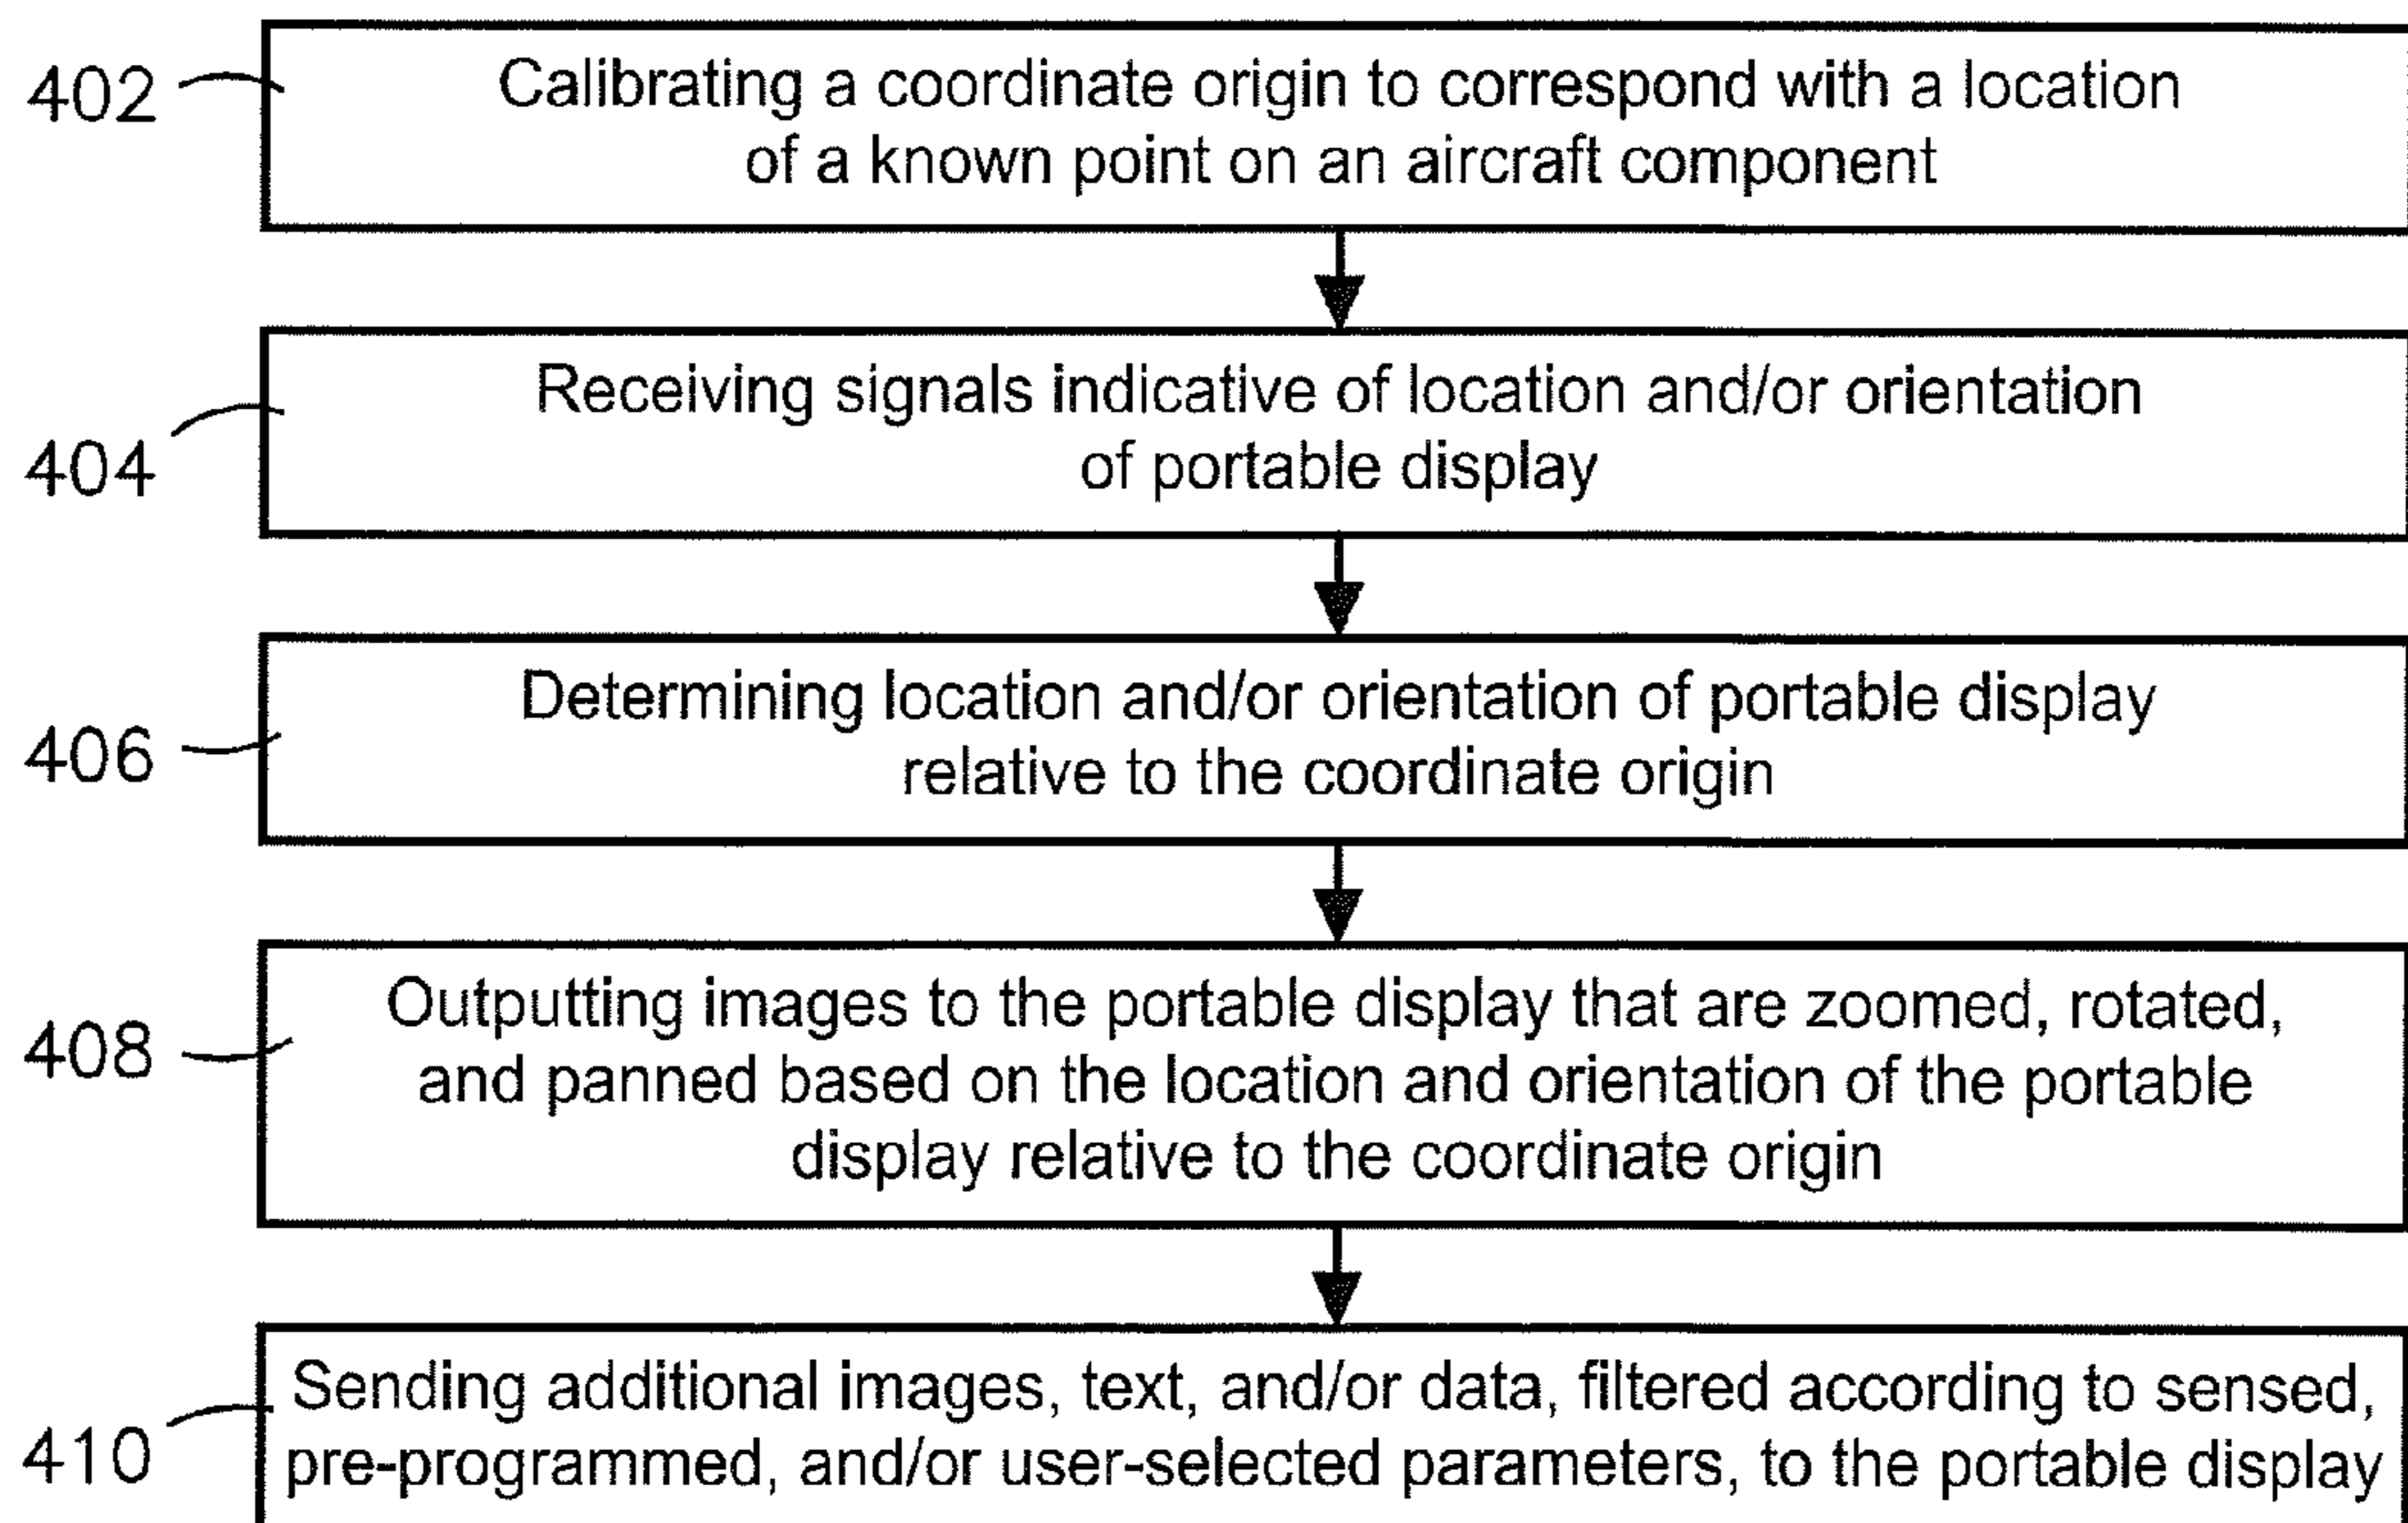 402
Calibrating a coordinate origin to correspond with a location
of a known point on an aircraft component
404
Receiving signals indicative of location and/or orientation
of portable display
406
Determining location and/or orientation of portable display
relative to the coordinate origin
408
Outputting images to the portable display that are zoomed, rotated,
and panned based on the location and orientation of the portable
display relative to the coordinate origin
410
Sending additional images, text, and/or data, filtered according to sensed,
pre-programmed, and/or user-selected parameters, to the portable display